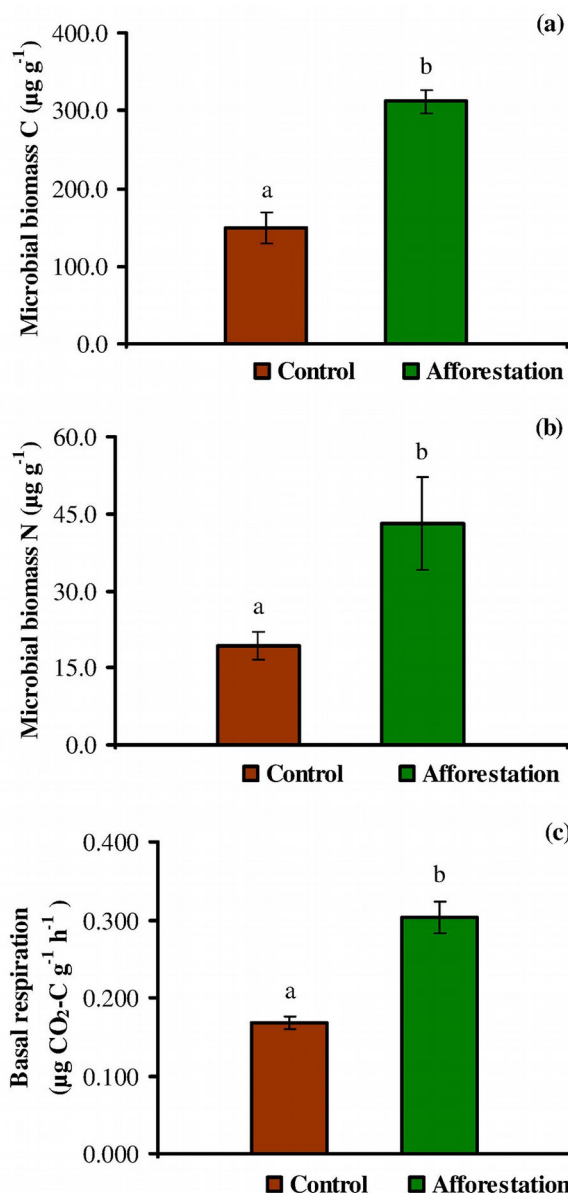 (a)
Microbial biomass C (µg g⁻¹)
400.0
300.0
200.0
100.0
0.0
a
b
Control Afforestation
(b)
Microbial biomass N (µg g⁻¹)
60.0
45.0
30.0
15.0
0.0
a
b
Control Afforestation
(c)
Basal respiration
(µg CO₂-C g⁻¹ h⁻¹)
0.400
0.300
0.200
0.100
0.000
a
b
Control Afforestation